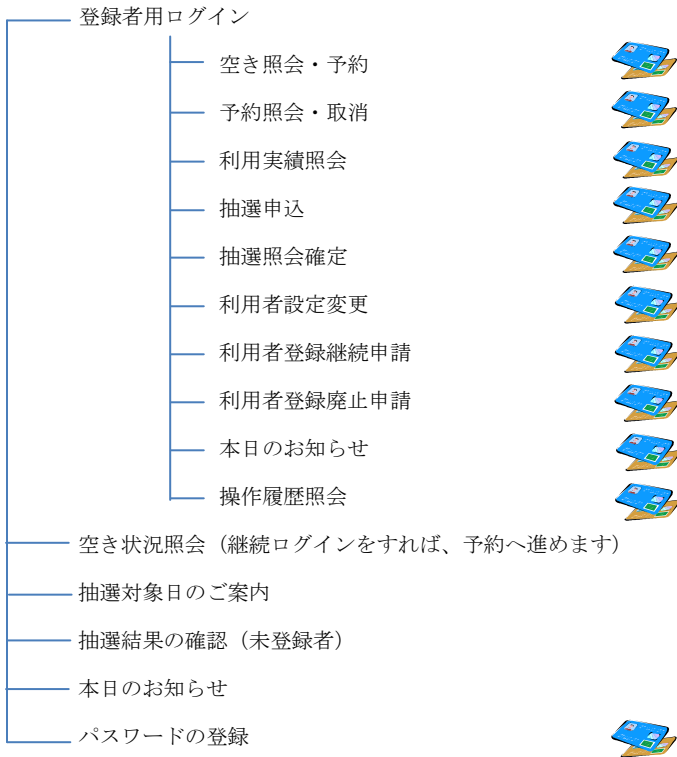 登録者用ログイン
空き照会・予約
予約照会・取消
利用実績照会
抽選申込
抽選照会確定
利用者設定変更
利用者登録継続申請
利用者登録廃止申請
本日のお知らせ
操作履歴照会
空き状況照会（継続ログインをすれば、予約へ進めます）
抽選対象日のご案内
抽選結果の確認（未登録者）
本日のお知らせ
パスワードの登録